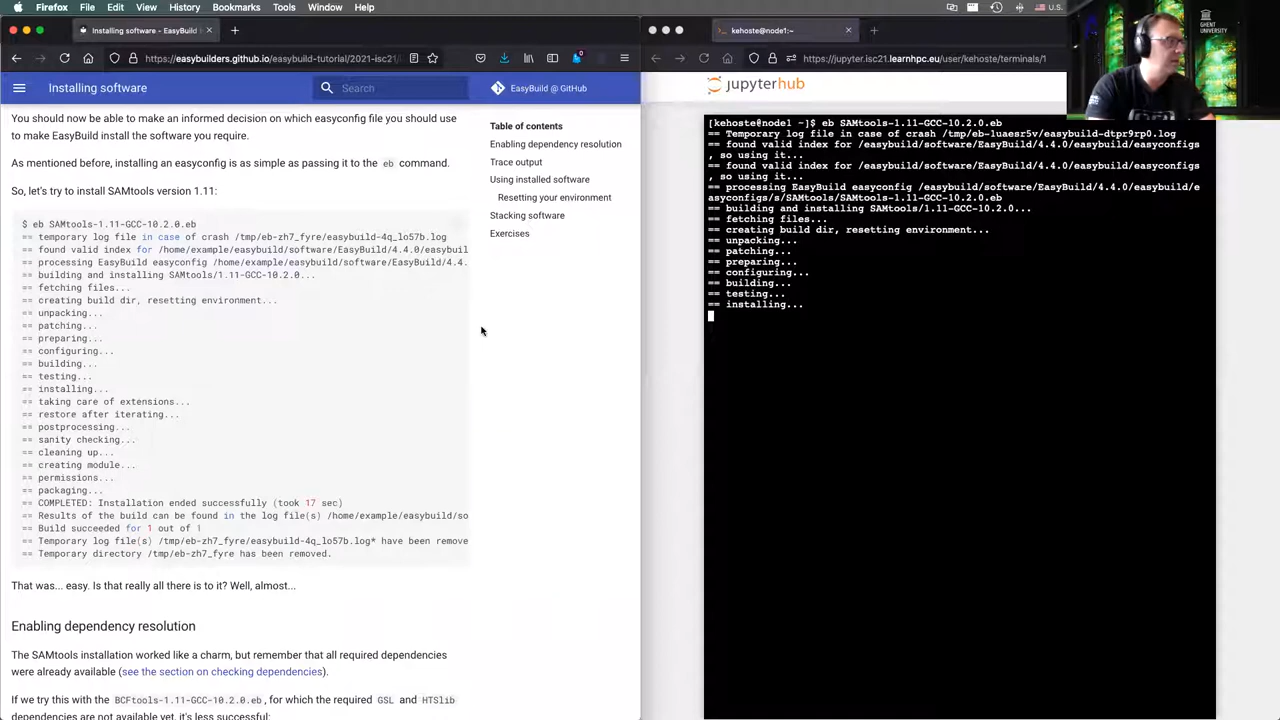 Firefox File Edit View History Bookmarks Tools Window Help
U.S.
Installing software - EasyBuild
https://easybuilders.github.io/easybuild-tutorial/2021-isc21/
Installing software
Search
EasyBuild @ GitHub
You should now be able to make an informed decision on which easyconfig file you should use
to make EasyBuild install the software you require.
As mentioned before, installing an easyconfig is as simple as passing it to the eb command.
So, let's try to install SAMtools version 1.11:
$ eb SAMtools-1.11-GCC-10.2.0.eb
== temporary log file in case of crash /tmp/eb-zh7_fyre/easybuild-4q_lo57b.log
== found valid index for /home/example/easybuild/software/EasyBuild/4.4.0/easybuil
== processing EasyBuild easyconfig /home/example/easybuild/software/EasyBuild/4.4.
== building and installing SAMtools/1.11-GCC-10.2.0...
== fetching files...
== creating build dir, resetting environment...
== unpacking...
== patching...
== preparing...
== configuring...
== building...
== testing...
== installing...
== taking care of extensions...
== restore after iterating...
== postprocessing...
== sanity checking...
== cleaning up...
== creating module...
== permissions...
== packaging...
== COMPLETED: Installation ended successfully (took 17 sec)
== Results of the build can be found in the log file(s) /home/example/easybuild/so
== Build succeeded for 1 out of 1
== Temporary log file(s) /tmp/eb-zh7_fyre/easybuild-4q_lo57b.log* have been remove
== Temporary directory /tmp/eb-zh7_fyre has been removed.
That was... easy. Is that really all there is to it? Well, almost...
Enabling dependency resolution
The SAMtools installation worked like a charm, but remember that all required dependencies
were already available (see the section on checking dependencies).
If we try this with the BCFtools-1.11-GCC-10.2.0.eb, for which the required GSL and HTSlib
dependencies are not available yet, it's less successful:
Table of contents
Enabling dependency resolution
Trace output
Using installed software
Resetting your environment
Stacking software
Exercises
kehoste@node1:~
https://jupyter.isc21.learnhpc.eu/user/kehoste/terminals/1
jupyterhub
[kehoste@node1 ~]$ eb SAMtools-1.11-GCC-10.2.0.eb
== Temporary log file in case of crash /tmp/eb-1uaesr5v/easybuild-dtpr9rp0.log
== found valid index for /easybuild/software/EasyBuild/4.4.0/easybuild/easyconfigs
, so using it...
== found valid index for /easybuild/software/EasyBuild/4.4.0/easybuild/easyconfigs
, so using it...
== processing EasyBuild easyconfig /easybuild/software/EasyBuild/4.4.0/easybuild/e
asyconfigs/s/SAMtools/SAMtools-1.11-GCC-10.2.0.eb
== building and installing SAMtools/1.11-GCC-10.2.0...
== fetching files...
== creating build dir, resetting environment...
== unpacking...
== patching...
== preparing...
== configuring...
== building...
== testing...
== installing...
GHENT
UNIVERSITY